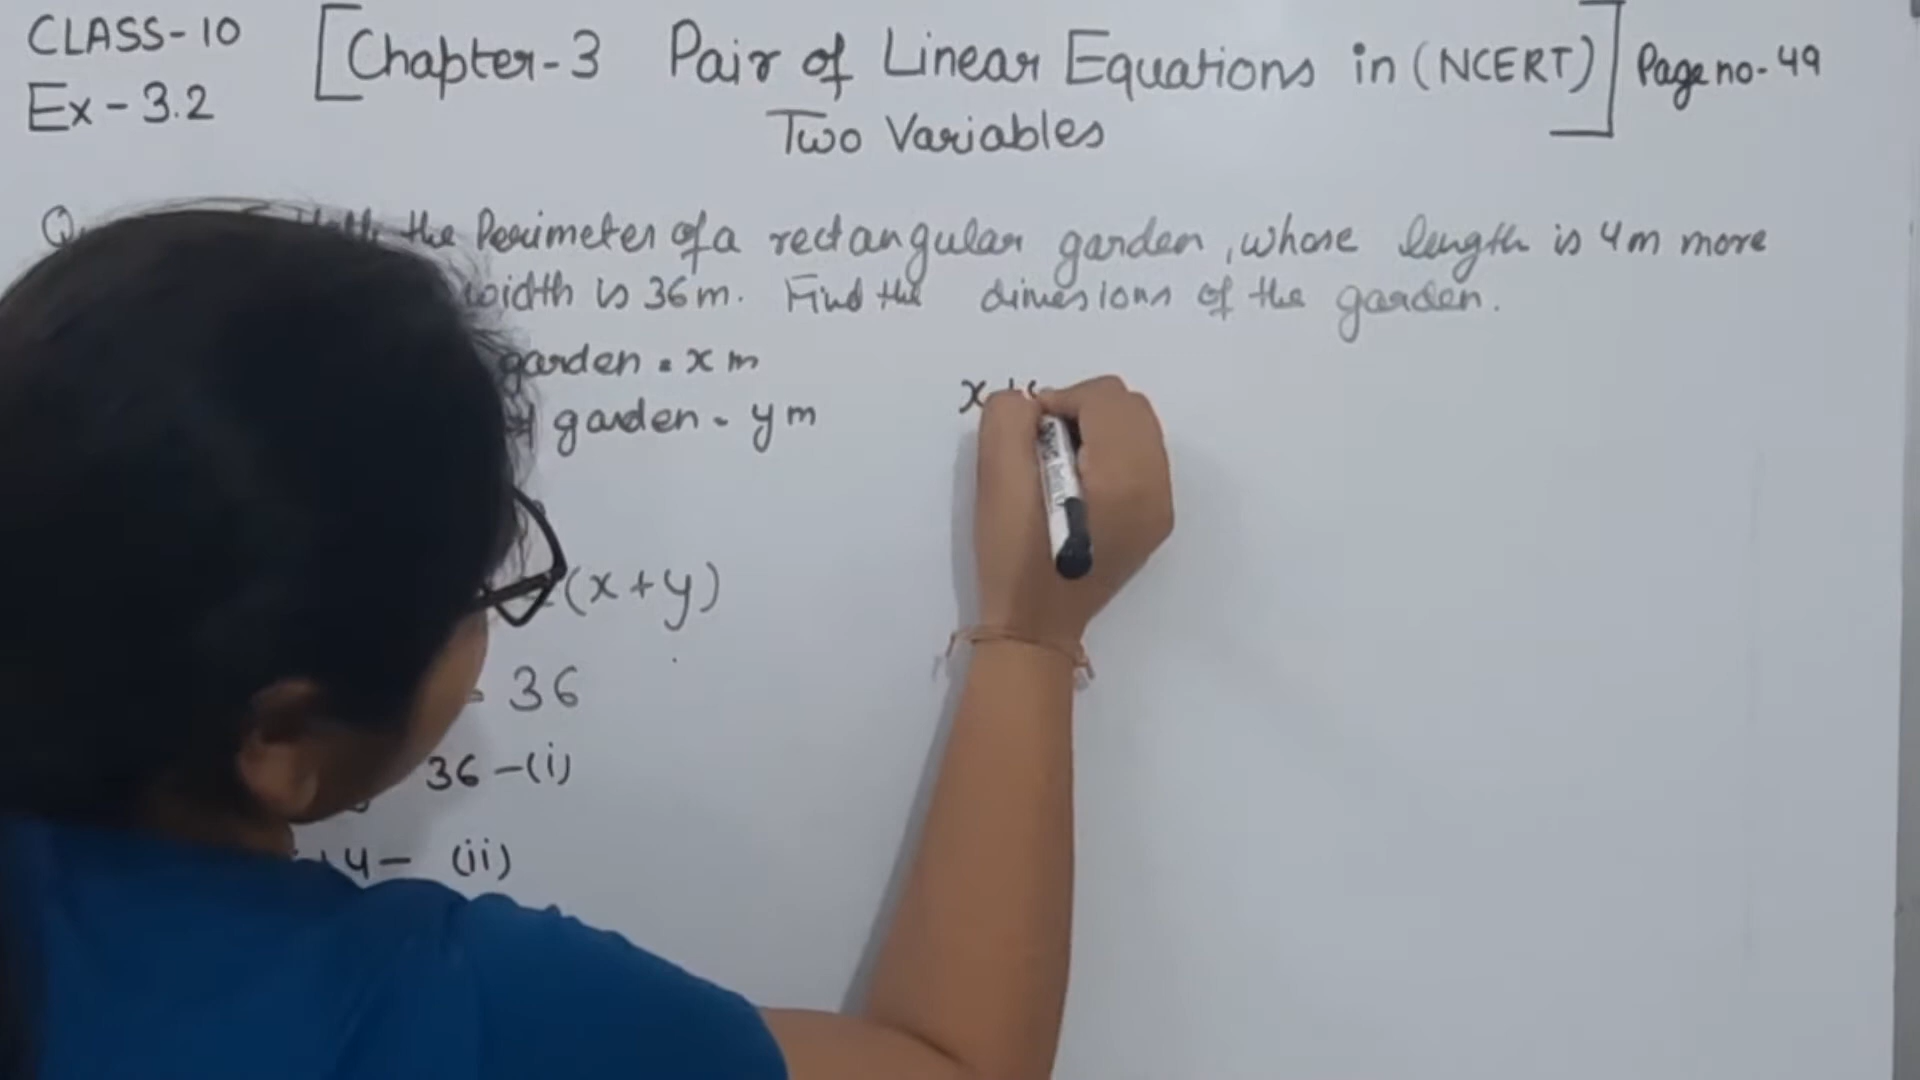 CLASS-10 [Chapter-3 Pair of Linear Equations in (NCERT)] Page no-49
Ex-3.2 Two Variables
the Perimeter of a rectangular garden, whose length is 4m more
width is 36m. Find the dimesions of the garden.
garden = x m
garden = y m
x +
(x+y)
= 36
36 -(i)
+4- (ii)